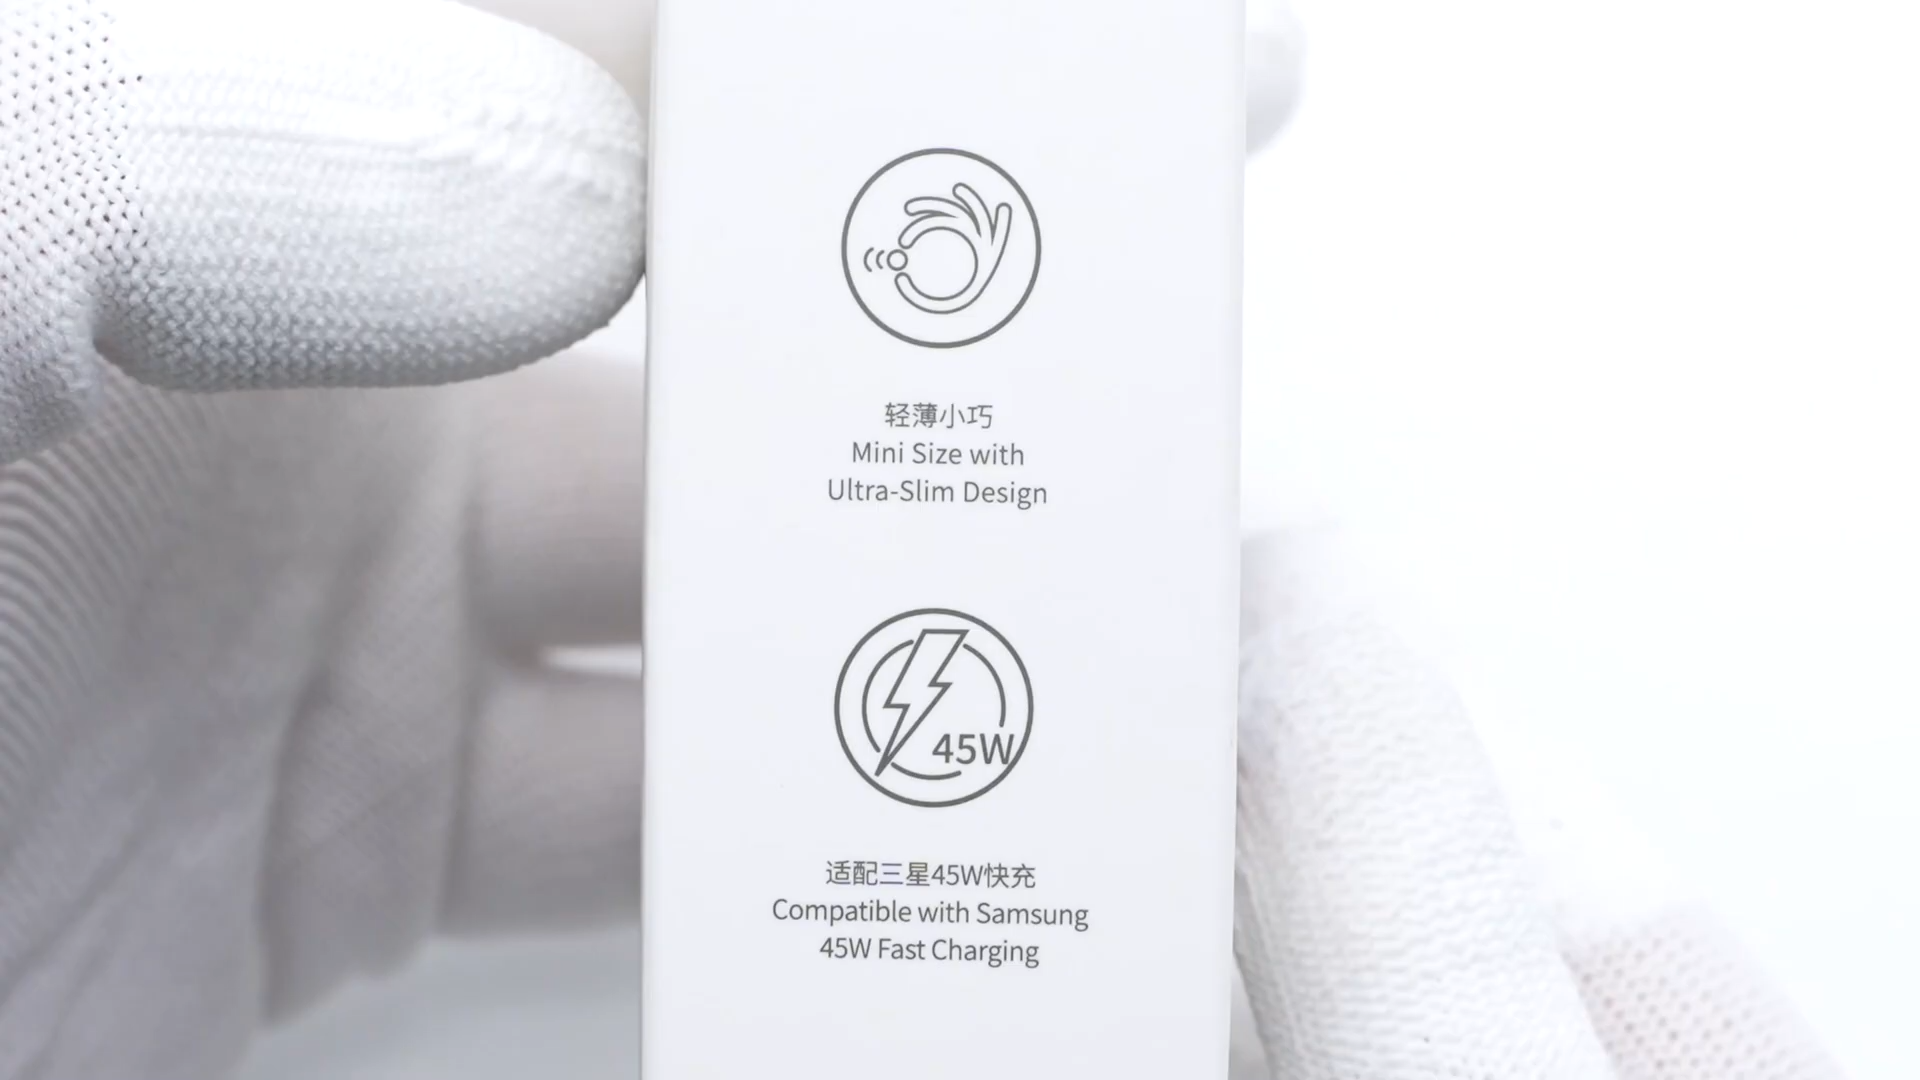 轻薄小巧
Mini Size with
Ultra-Slim Design
45W
适配三星45W快充
Compatible with Samsung
45W Fast Charging